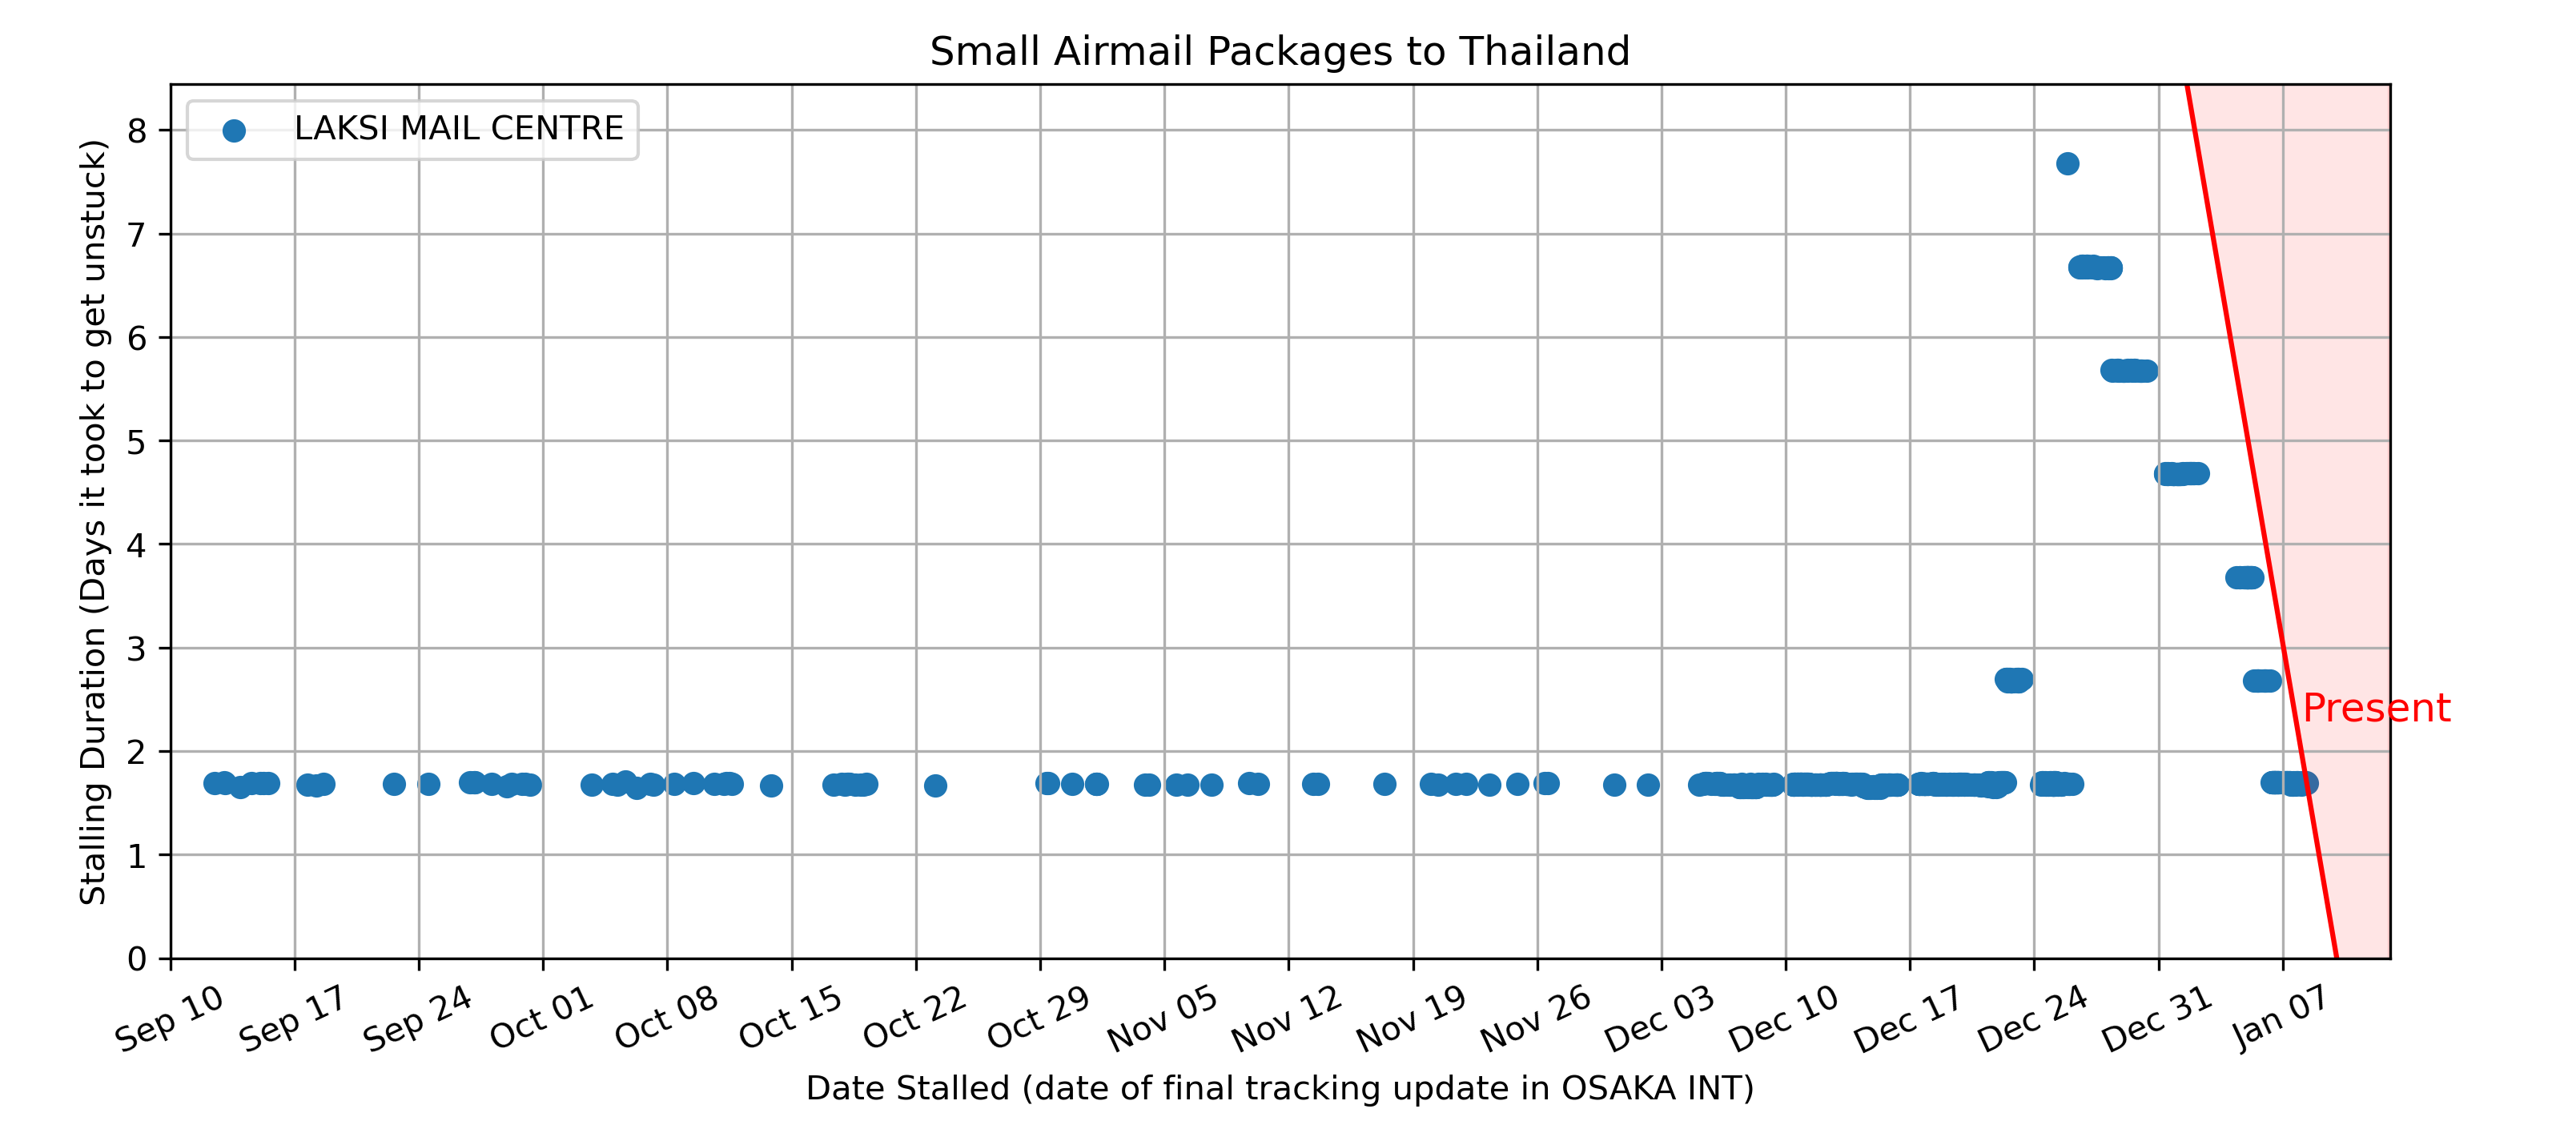 Small Airmail Packages to Thailand
LAKSI MAIL CENTRE
Stalling Duration (Days it took to get unstuck)
8
7
6
5
4
3
2
1
0
Present
Sep 10
Sep 17
Sep 24
Oct 01
Oct 08
Oct 15
Oct 22
Oct 29
Nov 05
Nov 12
Nov 19
Nov 26
Dec 03
Dec 10
Dec 17
Dec 24
Dec 31
Jan 07
Date Stalled (date of final tracking update in OSAKA INT)